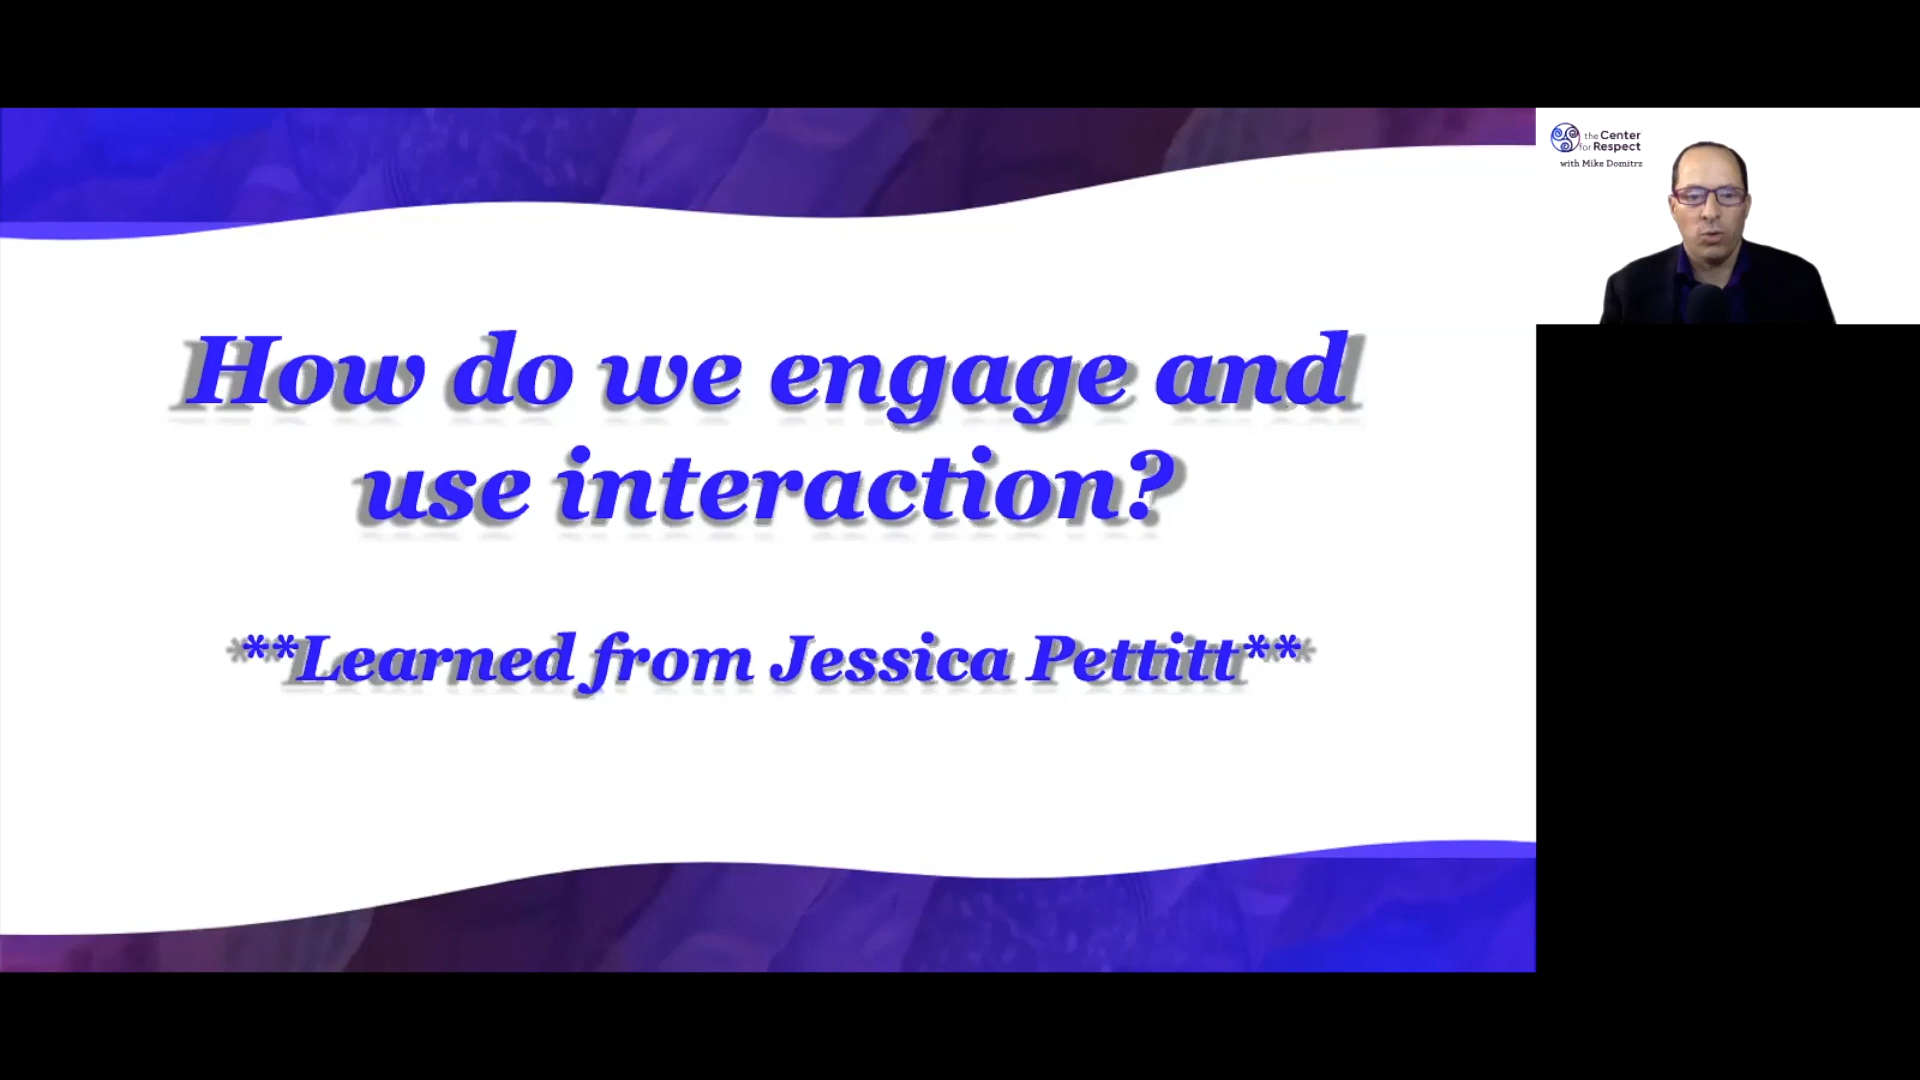 How do we engage and
use interaction?
**Learned from Jessica Pettitt**
the Center
for Respect
with Mike Domitrz